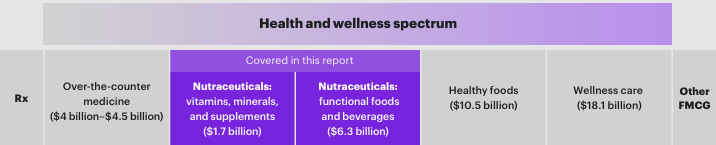 Health and wellness spectrum
Covered in this report
Rx
Over-the-counter
medicine
($4 billion–$4.5 billion)
Nutraceuticals:
vitamins, minerals,
and supplements
($1.7 billion)
Nutraceuticals:
functional foods
and beverages
($6.3 billion)
Healthy foods
($10.5 billion)
Wellness care
($18.1 billion)
Other
FMCG